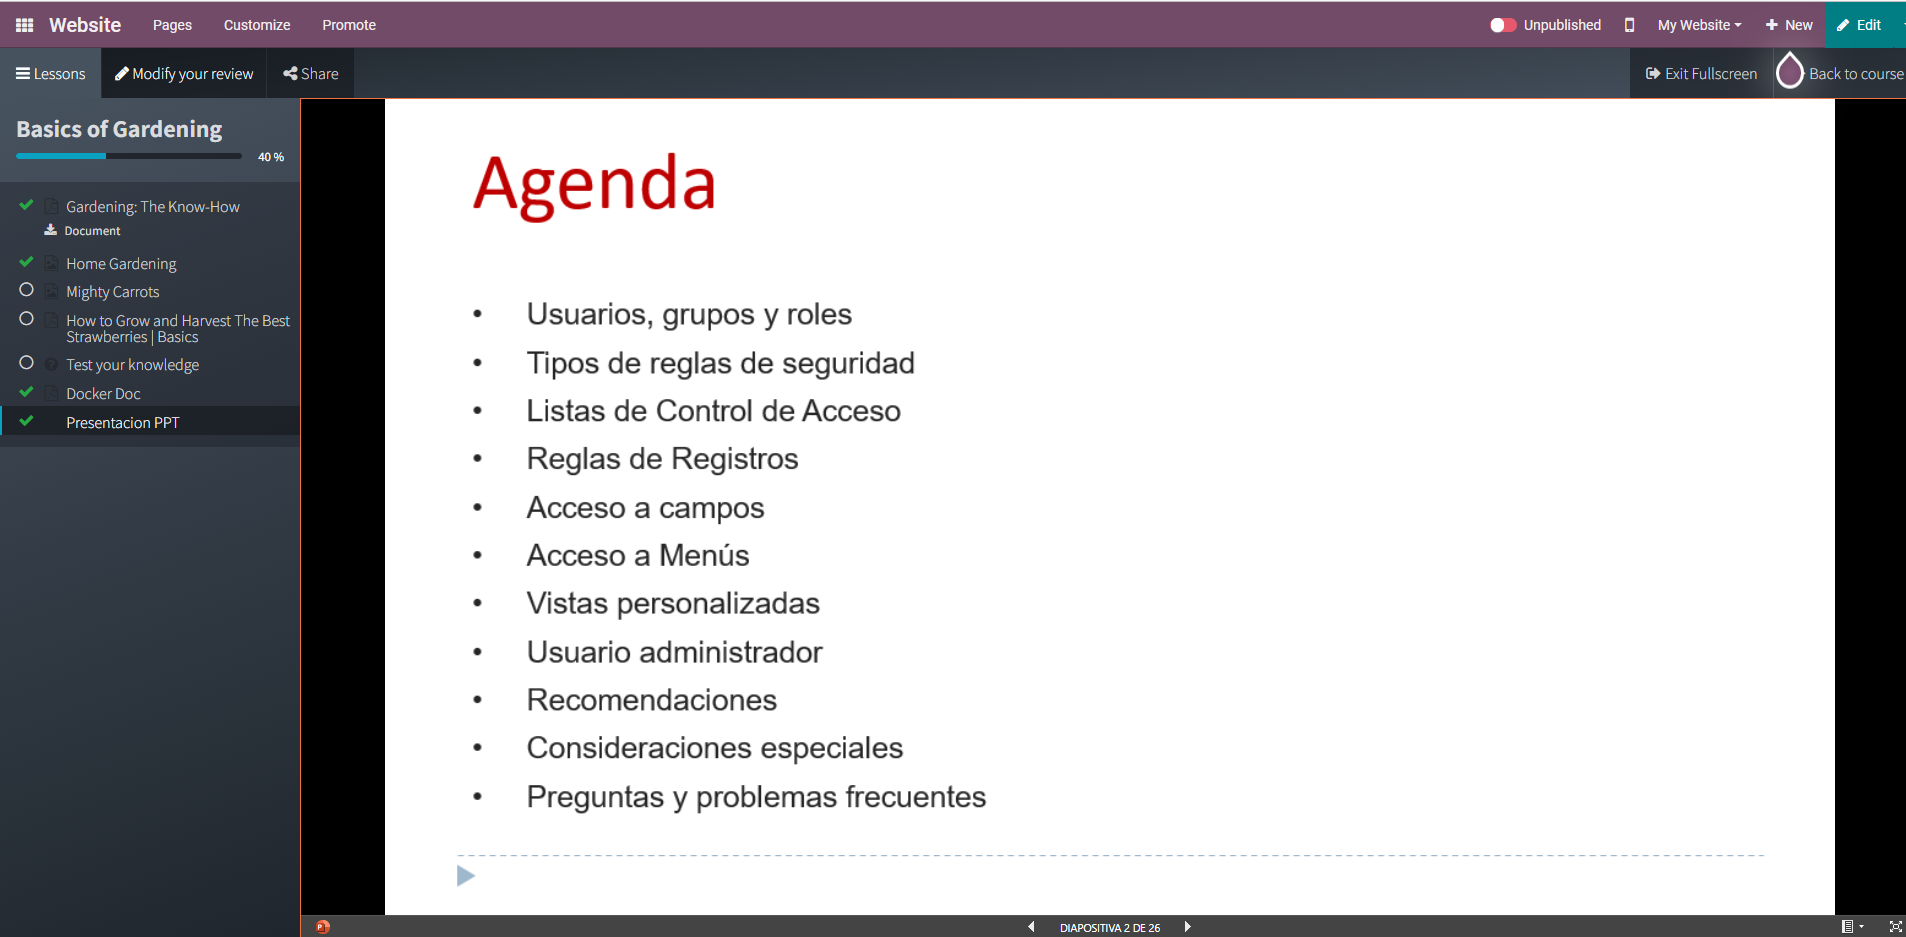 Website Pages Customize Promote Unpublished My Website + New Edit
Lessons Modify your review Share Exit Fullscreen Back to course
Basics of Gardening
40 %
Gardening: The Know-How
Document
Home Gardening
Mighty Carrots
How to Grow and Harvest The Best
Strawberries | Basics
Test your knowledge
Docker Doc
Presentacion PPT
Agenda
• Usuarios, grupos y roles
• Tipos de reglas de seguridad
• Listas de Control de Acceso
• Reglas de Registros
• Acceso a campos
• Acceso a Menús
• Vistas personalizadas
• Usuario administrador
• Recomendaciones
• Consideraciones especiales
• Preguntas y problemas frecuentes
DIAPOSITIVA 2 DE 26